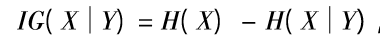 IG( X | Y) = H( X) - H( X | Y) ,